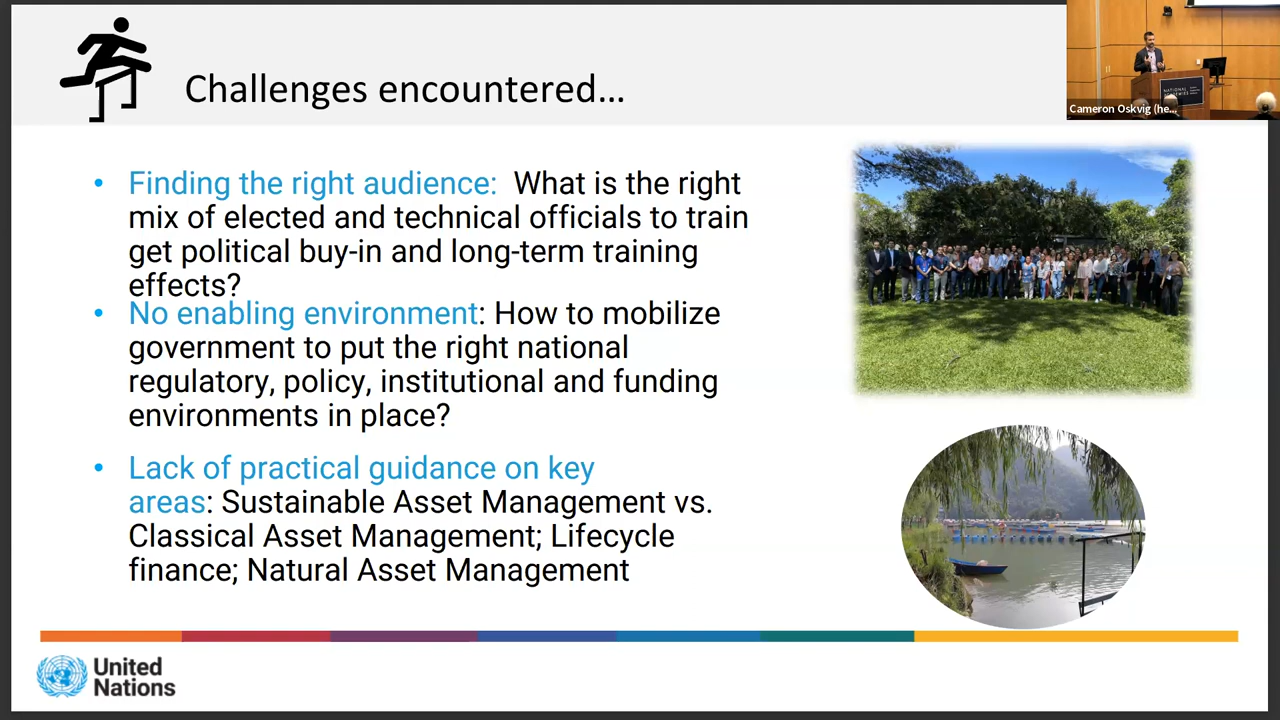 Challenges encountered...
Cameron Oskvig (he...
NATIONAL
ACADEMIES
• Finding the right audience:  What is the right
mix of elected and technical officials to train
get political buy-in and long-term training
effects?
• No enabling environment: How to mobilize
government to put the right national
regulatory, policy, institutional and funding
environments in place?
• Lack of practical guidance on key
areas: Sustainable Asset Management vs.
Classical Asset Management; Lifecycle
finance; Natural Asset Management
United
Nations